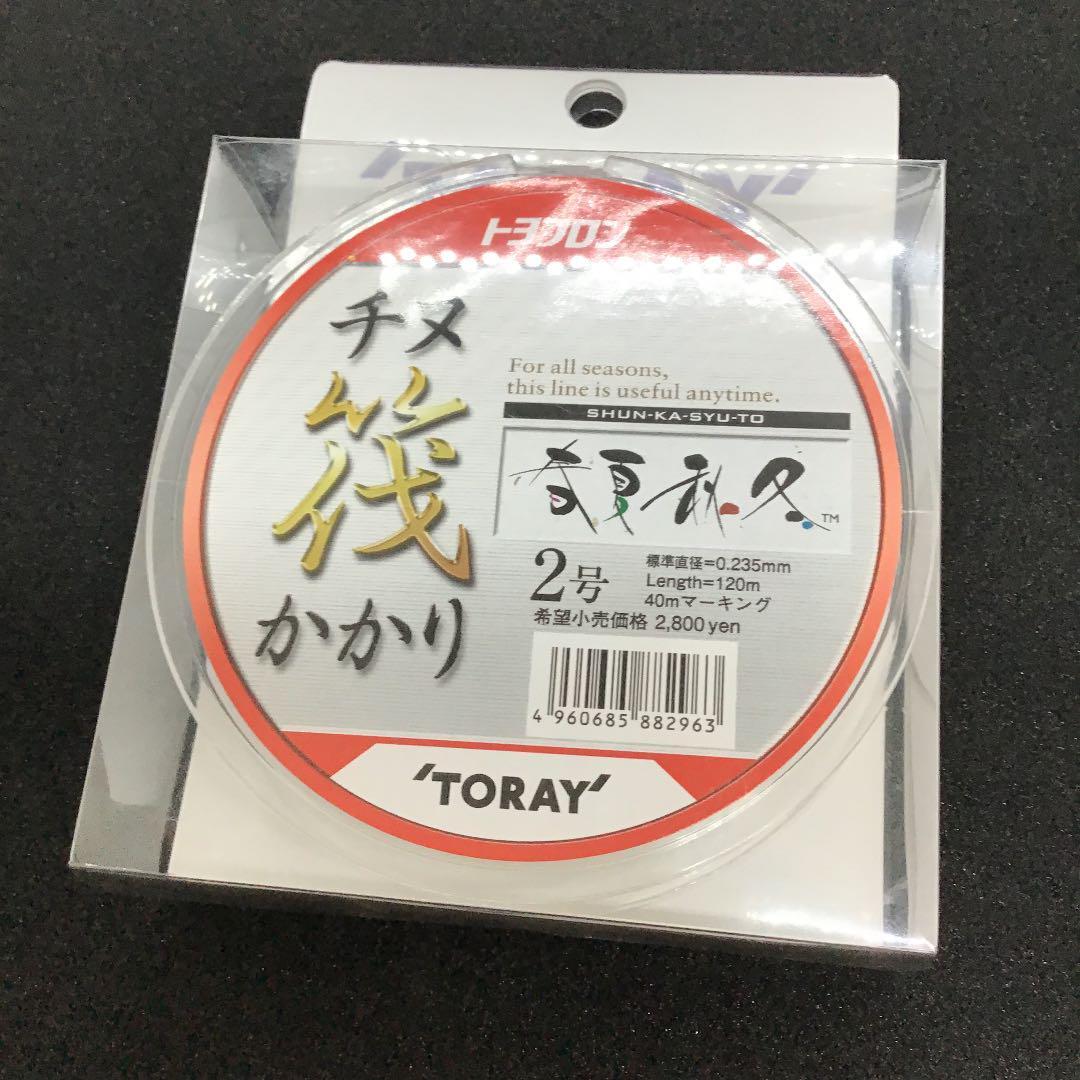 トヨフロン
チヌ
筏
かかり
For all seasons,
this line is useful anytime.
SHUN-KA-SYU-TO
春夏秋冬™
2号
標準直径=0.235mm
Length=120m
40mマーキング
希望小売価格 2,800yen
4 960685 882963
'TORAY'